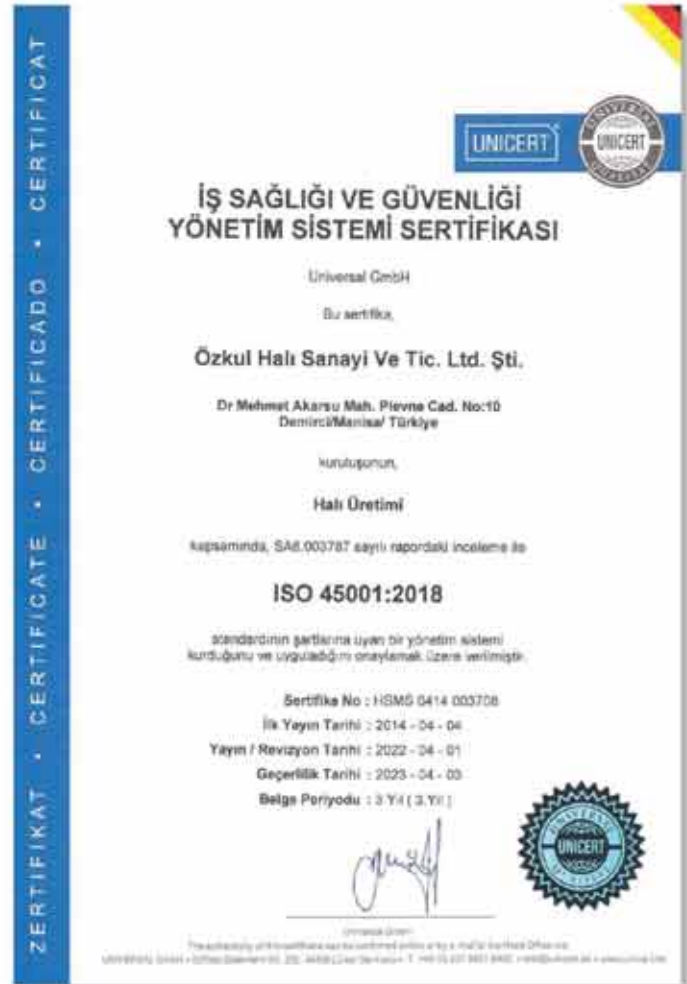 ZERTIFIKAT • CERTIFICATE • CERTIFICADO • CERTIFICAT
UNICERT
UNIVERSAL
UNICERT
İŞ SAĞLIĞI VE GÜVENLİĞİ
YÖNETİM SİSTEMİ SERTİFİKASI
Universal GmbH
Bu sertifika,
Özkul Halı Sanayi Ve Tic. Ltd. Şti.
Dr Mehmet Akarsu Mah. Plevne Cad. No:10
Demirci/Manisa/ Türkiye
kuruluşunun,
Halı Üretimi
kapsamında, SA6.003787 sayılı rapordaki inceleme ile
ISO 45001:2018
standardının şartlarına uyan bir yönetim sistemi
kurduğunu ve uyguladığını onaylamak üzere verilmiştir.
Sertifika No : HSMS 0414 003708
İlk Yayın Tarihi : 2014 - 04 - 04
Yayın / Revizyon Tarihi : 2022 - 04 - 01
Geçerlilik Tarihi : 2023 - 04 - 03
Belge Periyodu : 3 Yıl ( 3.Yıl )
UNIVERSAL
UNICERT
Universal GmbH